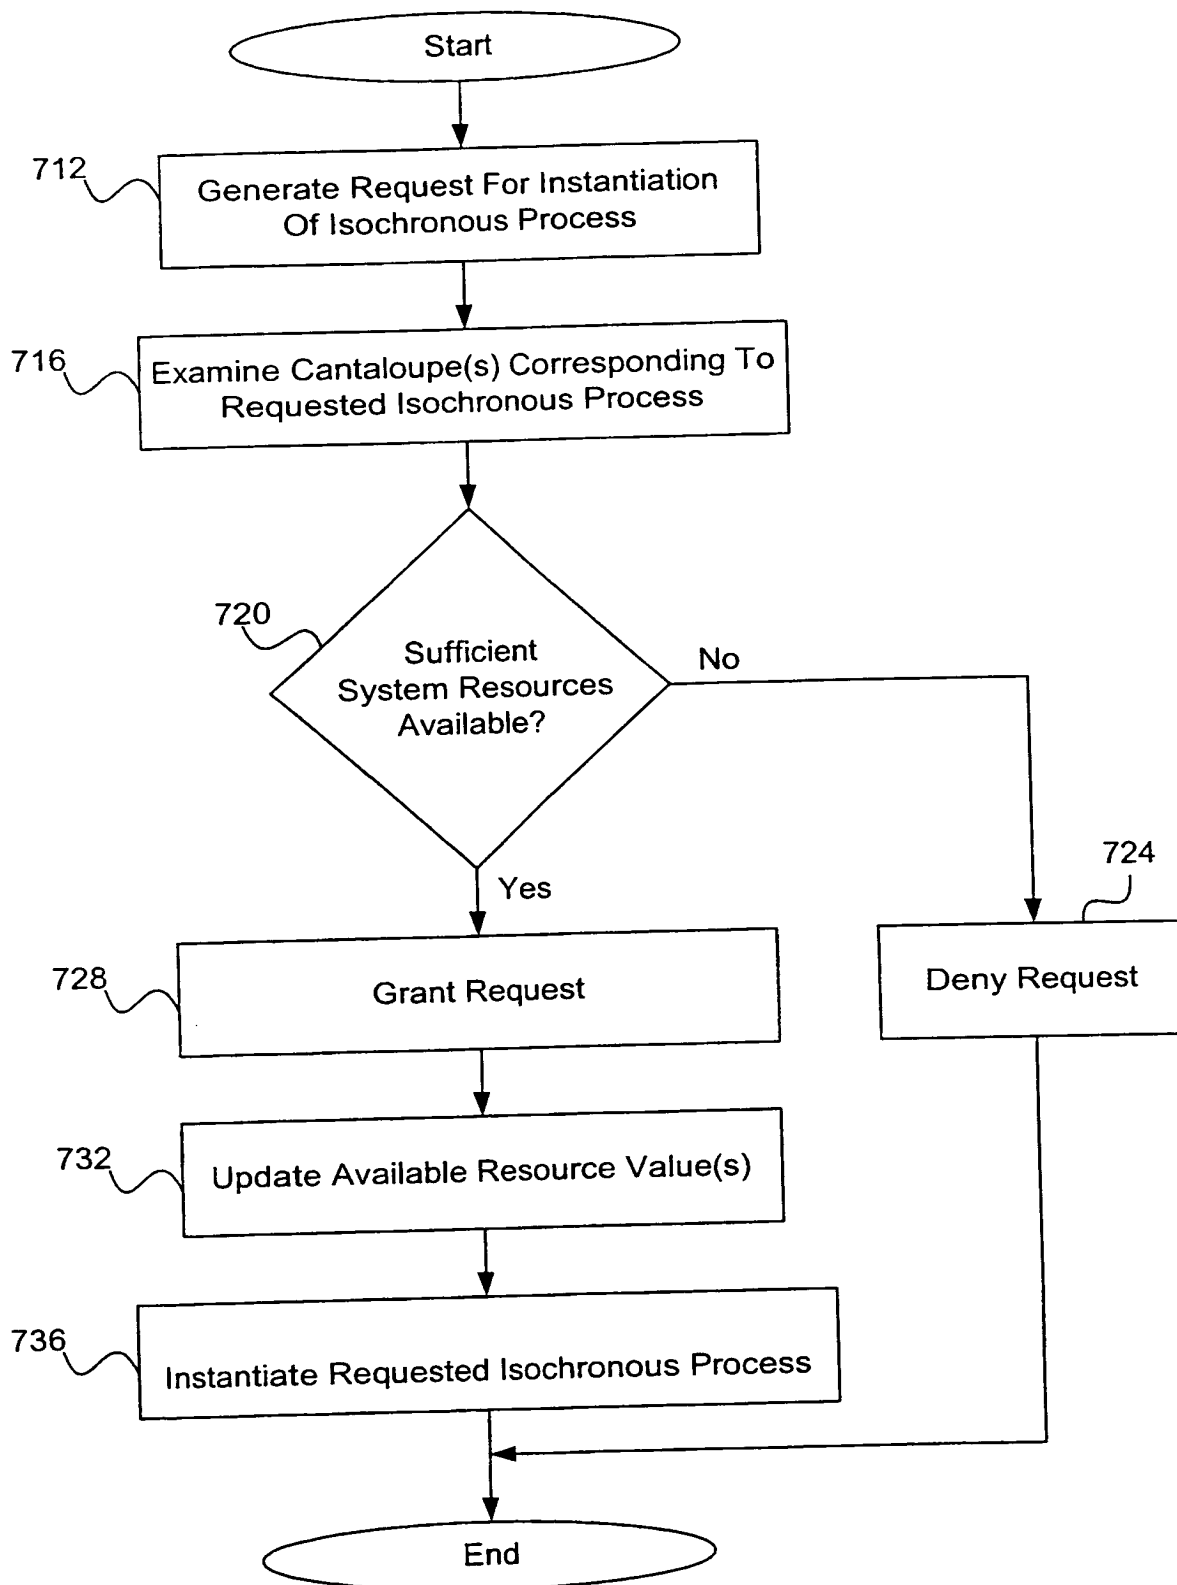 Start
712
Generate Request For Instantiation
Of Isochronous Process
716
Examine Cantaloupe(s) Corresponding To
Requested Isochronous Process
720
Sufficient
System Resources
Available?
No
Yes
724
Deny Request
728
Grant Request
732
Update Available Resource Value(s)
736
Instantiate Requested Isochronous Process
End